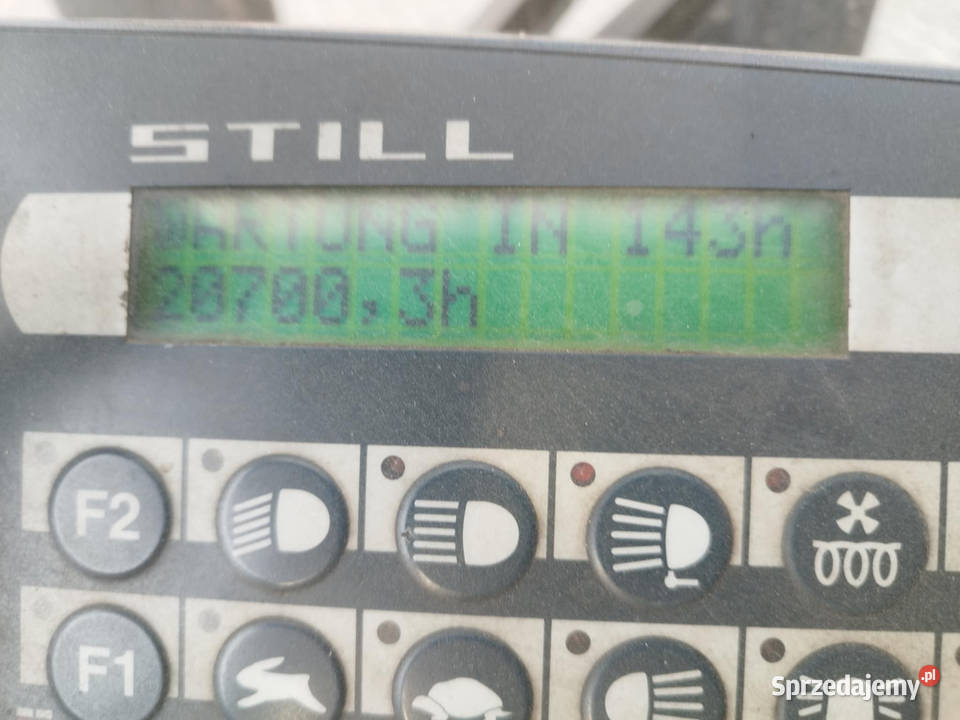 STILL
WARTUNG IN 143h
20700,3h
F2
F1
Sprzedajemy.pl